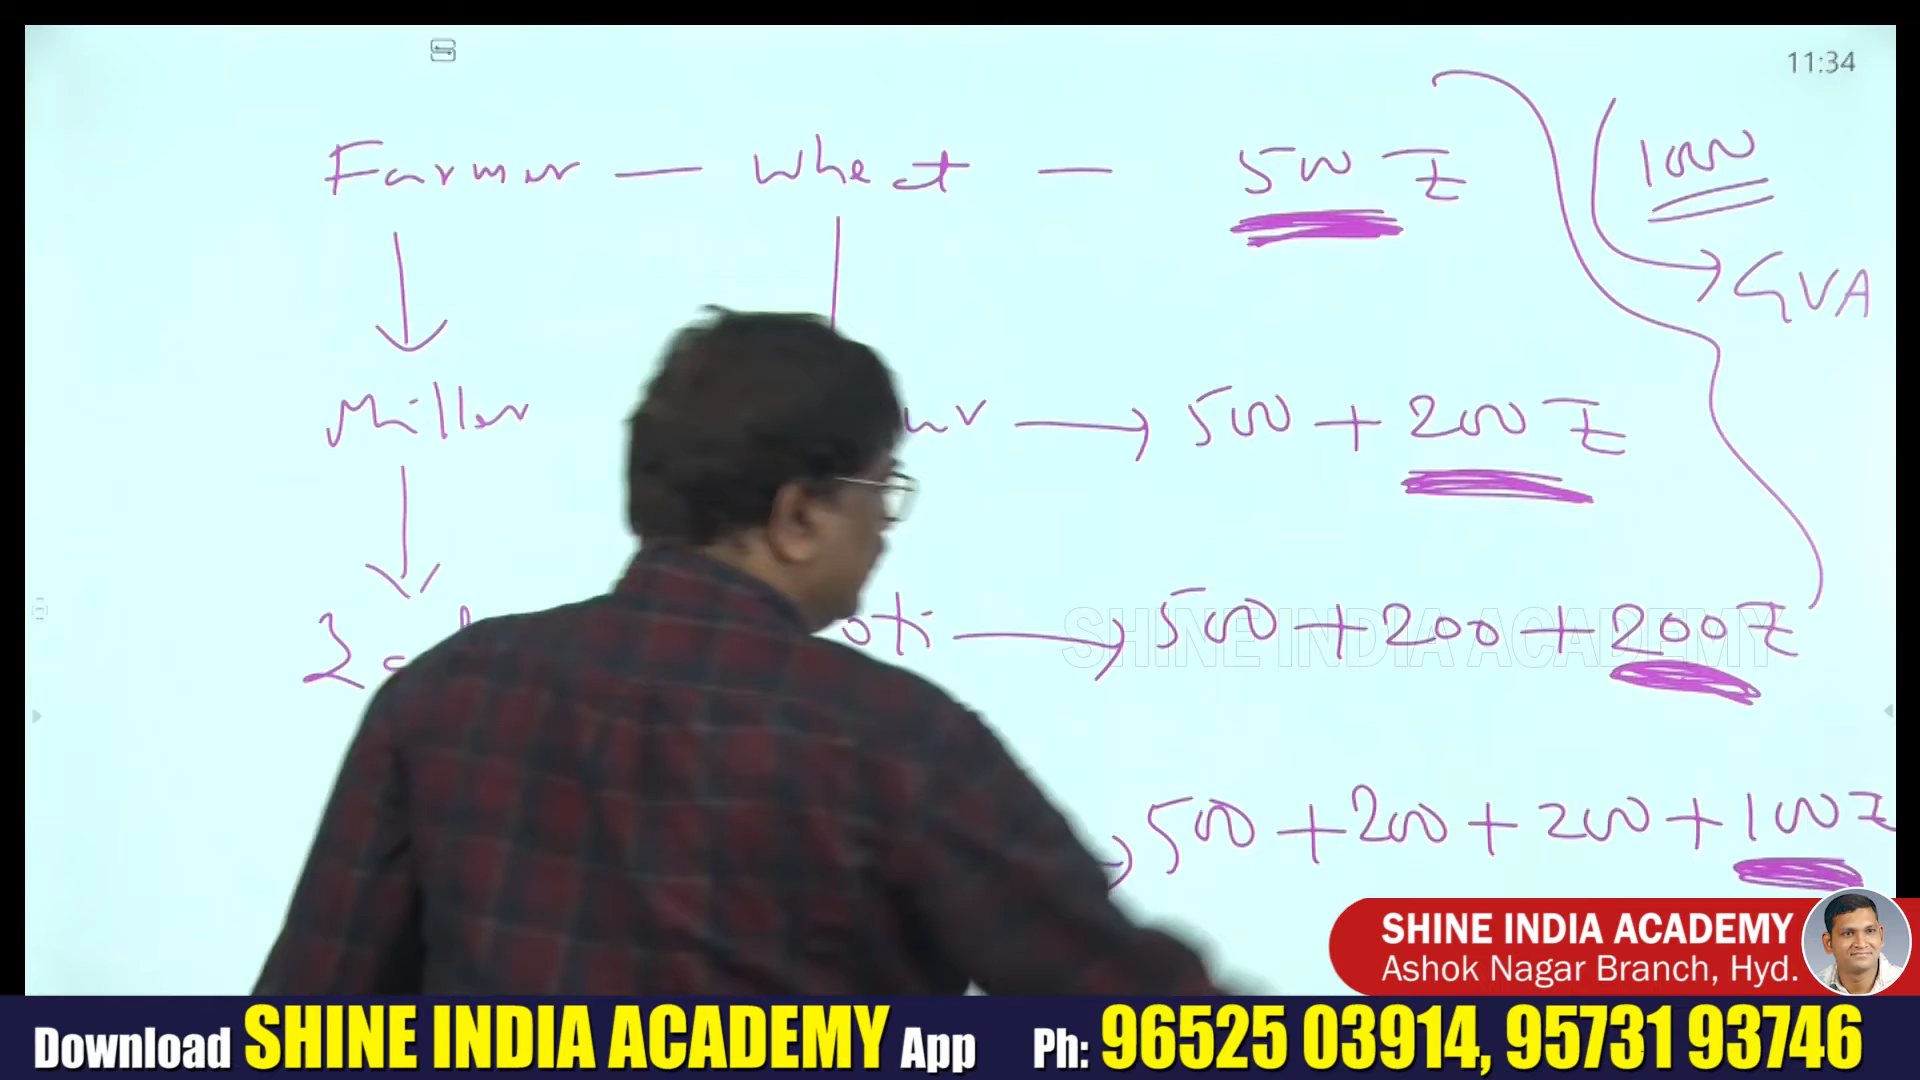 11:34
Farmer — Wheat — 500 ₹
1000
GVA
Miller → 500 + 200 ₹
→ 500 + 200 + 200 ₹
SHINE INDIA ACADEMY
→ 500 + 200 + 200 + 100 ₹
SHINE INDIA ACADEMY
Ashok Nagar Branch, Hyd.
Download SHINE INDIA ACADEMY App Ph: 96525 03914, 95731 93746